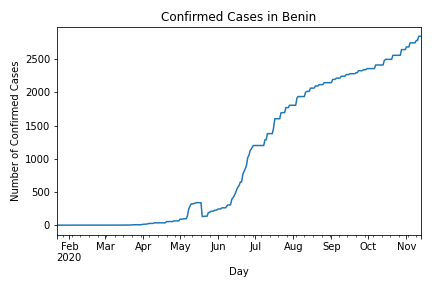 Confirmed Cases in Benin
Number of Confirmed Cases
2500
2000
1500
1000
500
0
Feb Mar Apr May Jun Jul Aug Sep Oct Nov
2020
Day